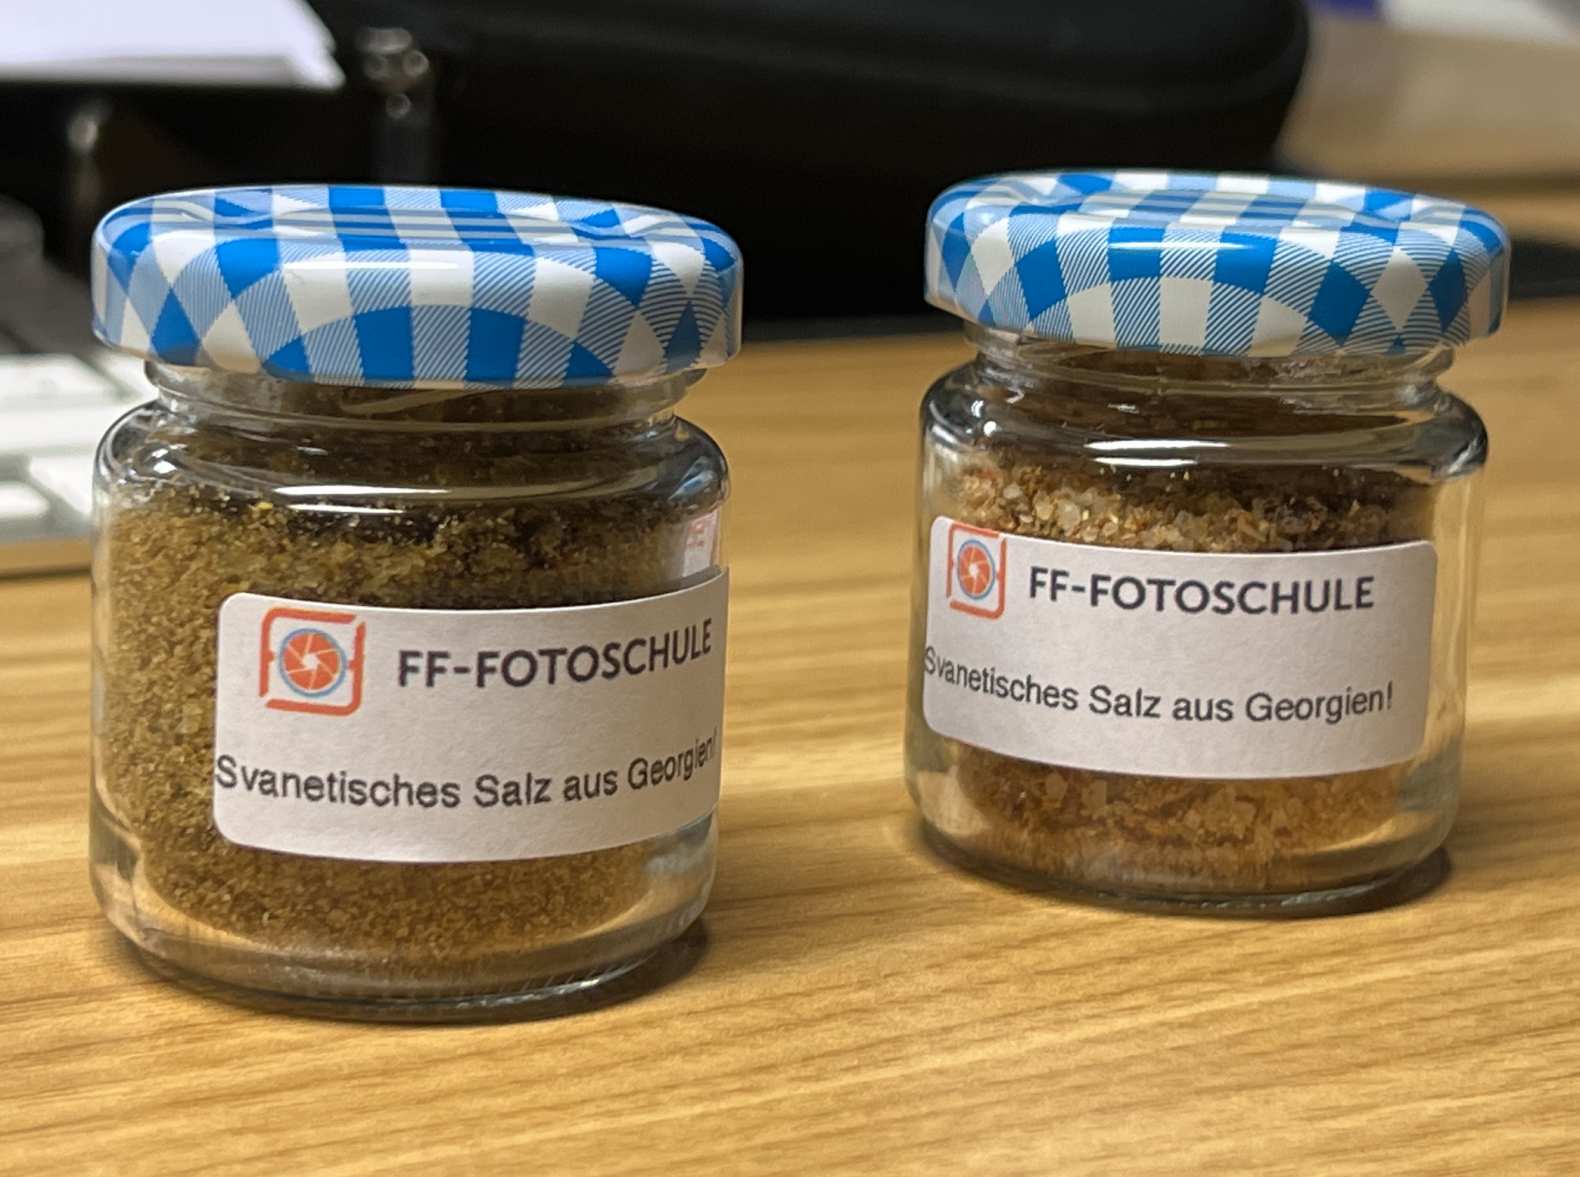 FF-FOTOSCHULE
Svanetisches Salz aus Georgien!
FF-FOTOSCHULE
Svanetisches Salz aus Georgien!